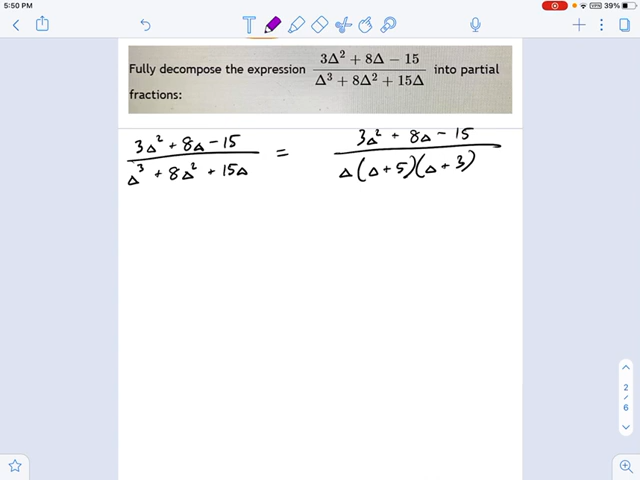 5:50 PM
39%
T
Fully decompose the expression (3Δ² + 8Δ − 15)/(Δ³ + 8Δ² + 15Δ) into partial
fractions:
(3Δ² + 8Δ − 15)/(Δ³ + 8Δ² + 15Δ) = (3Δ² + 8Δ − 15)/(Δ(Δ + 5)(Δ + 3))
2
/
6